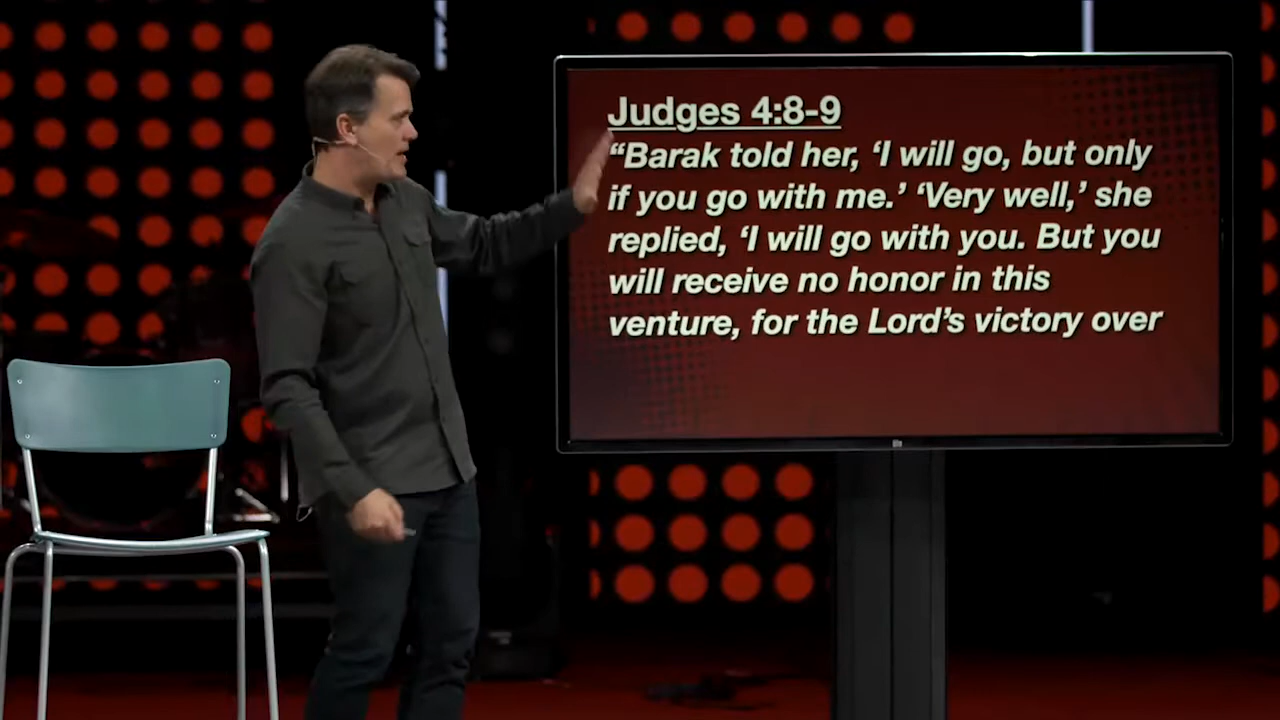 Judges 4:8-9
“Barak told her, ‘I will go, but only
if you go with me.’ ‘Very well,’ she
replied, ‘I will go with you. But you
will receive no honor in this
venture, for the Lord’s victory over